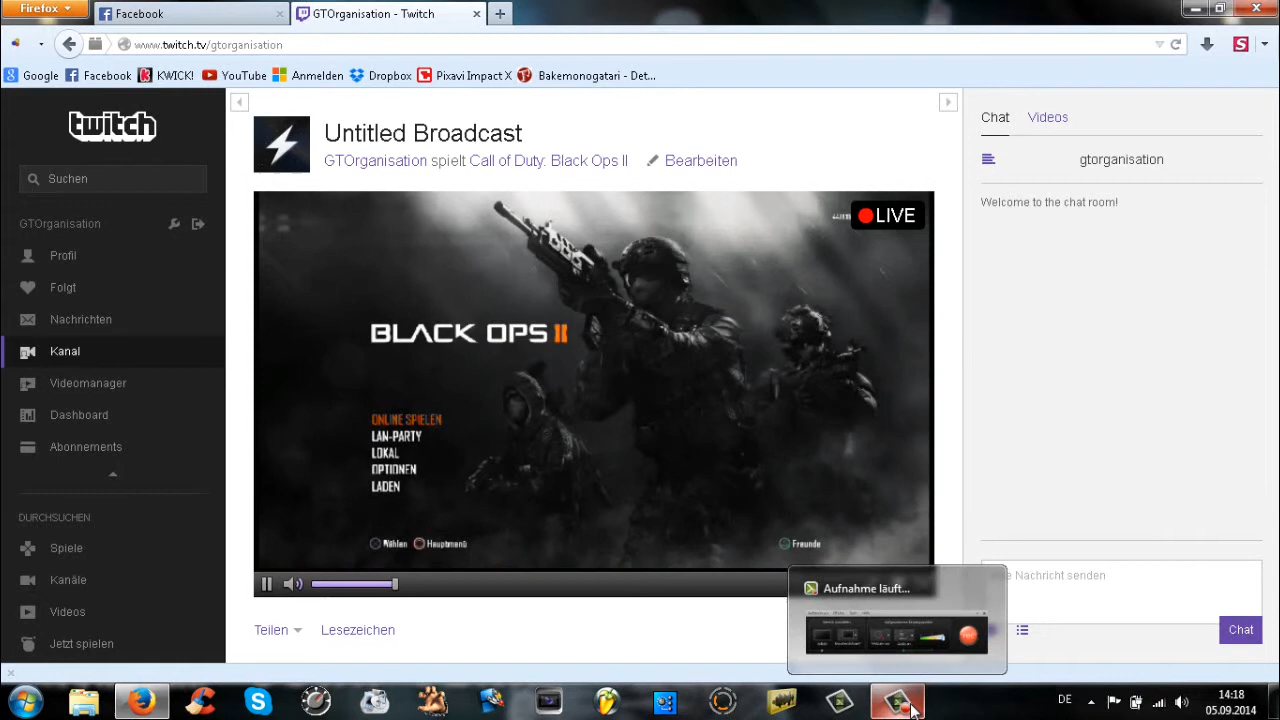 Firefox
Facebook
GTOrganisation - Twitch
www.twitch.tv/gtorganisation
Google
Facebook
KWICK!
YouTube
Anmelden
Dropbox
Pixavi Impact X
Bakemonogatari - Det...
twitch
Suchen
GTOrganisation
Profil
Folgt
Nachrichten
Kanal
Videomanager
Dashboard
Abonnements
DURCHSUCHEN
Spiele
Kanäle
Videos
Jetzt spielen
Untitled Broadcast
GTOrganisation spielt Call of Duty: Black Ops II
Bearbeiten
LIVE
BLACK OPS II
ONLINE SPIELEN
LAN-PARTY
LOKAL
OPTIONEN
LADEN
Wählen
Hauptmenü
Freunde
Teilen
Lesezeichen
Chat
Videos
gtorganisation
Welcome to the chat room!
Nachricht senden
Chat
Aufnahme läuft...
DE
14:18
05.09.2014